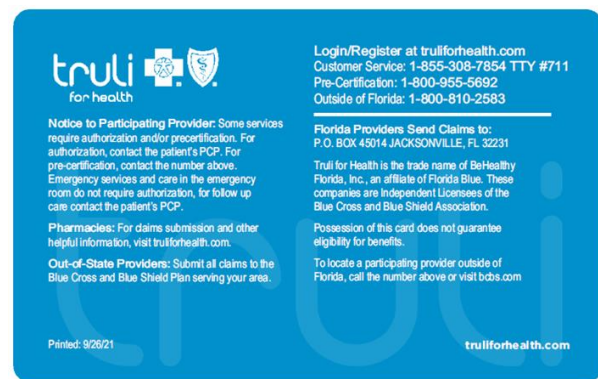 truli
for health
Notice to Participating Provider: Some services
require authorization and/or precertification. For
authorization, contact the patient's PCP. For
pre-certification, contact the number above.
Emergency services and care in the emergency
room do not require authorization, for follow up
care contact the patient's PCP.
Pharmacies: For claims submission and other
helpful information, visit truliforhealth.com.
Out-of-State Providers: Submit all claims to the
Blue Cross and Blue Shield Plan serving your area.
Printed: 9/26/21
Login/Register at truliforhealth.com
Customer Service: 1-855-308-7854 TTY #711
Pre-Certification: 1-800-955-5692
Outside of Florida: 1-800-810-2583
Florida Providers Send Claims to:
P.O. BOX 45014 JACKSONVILLE, FL 32231
Truli for Health is the trade name of BeHealthy
Florida, Inc., an affiliate of Florida Blue. These
companies are Independent Licensees of the
Blue Cross and Blue Shield Association.
Possession of this card does not guarantee
eligibility for benefits.
To locate a participating provider outside of
Florida, call the number above or visit bcbs.com
truliforhealth.com
truli